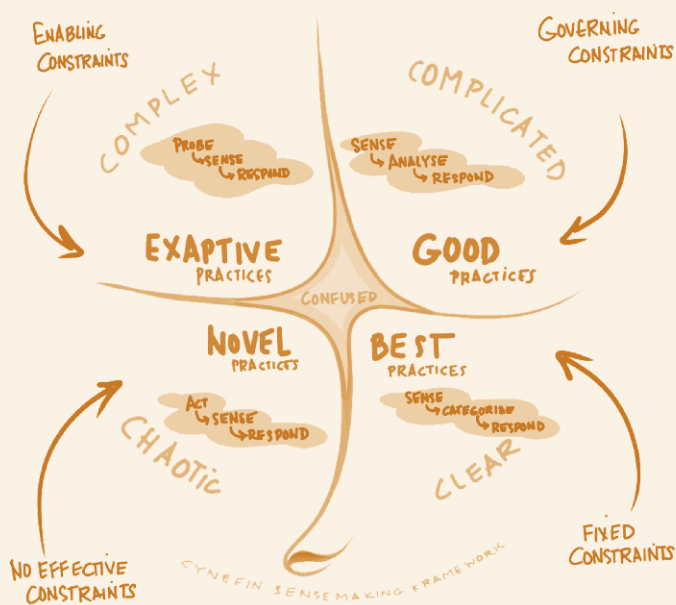 ENABLING
CONSTRAINTS
COMPLEX
PROBE
SENSE
RESPOND
EXAPTIVE
PRACTICES
GOVERNING
CONSTRAINTS
COMPLICATED
SENSE
ANALYSE
RESPOND
GOOD
PRACTICES
CONFUSED
NOVEL
PRACTICES
ACT
SENSE
RESPOND
CHAOTIC
NO EFFECTIVE
CONSTRAINTS
BEST
PRACTICES
SENSE
CATEGORISE
RESPOND
CLEAR
FIXED
CONSTRAINTS
CYNEFIN SENSEMAKING FRAMEWORK